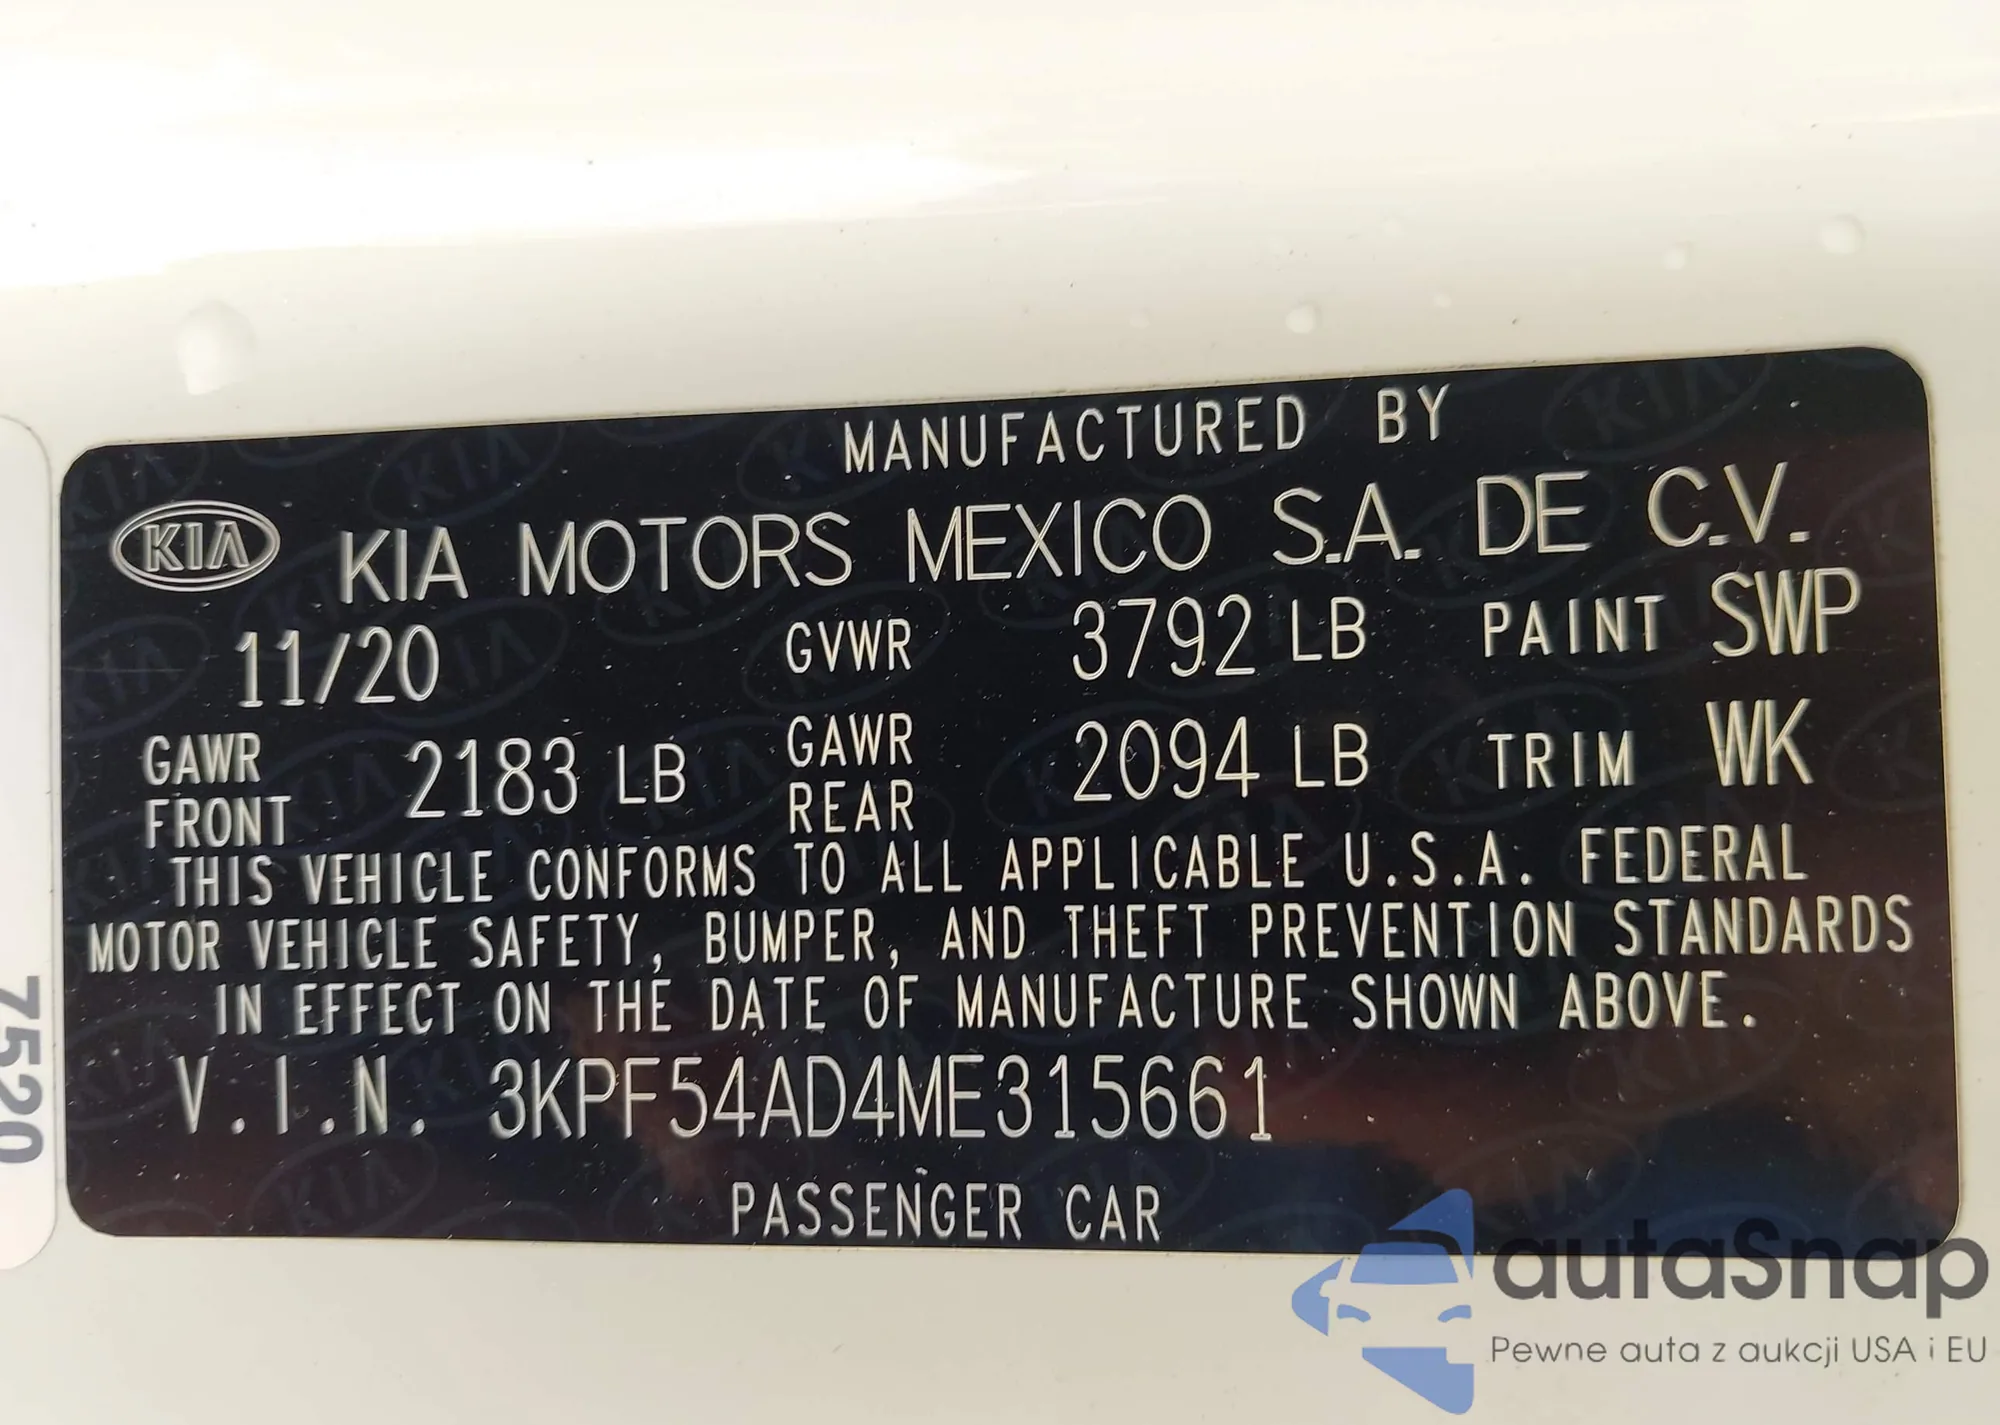 MANUFACTURED BY
KIA KIA MOTORS MEXICO S.A. DE C.V.
11/20 GVWR 3792 LB PAINT SWP
GAWR FRONT 2183 LB GAWR REAR 2094 LB TRIM WK
THIS VEHICLE CONFORMS TO ALL APPLICABLE U.S.A. FEDERAL
MOTOR VEHICLE SAFETY, BUMPER, AND THEFT PREVENTION STANDARDS
IN EFFECT ON THE DATE OF MANUFACTURE SHOWN ABOVE.
V.I.N. 3KPF54AD4ME315661
PASSENGER CAR
7520
autaSnap
Pewne auta z aukcji USA i EU